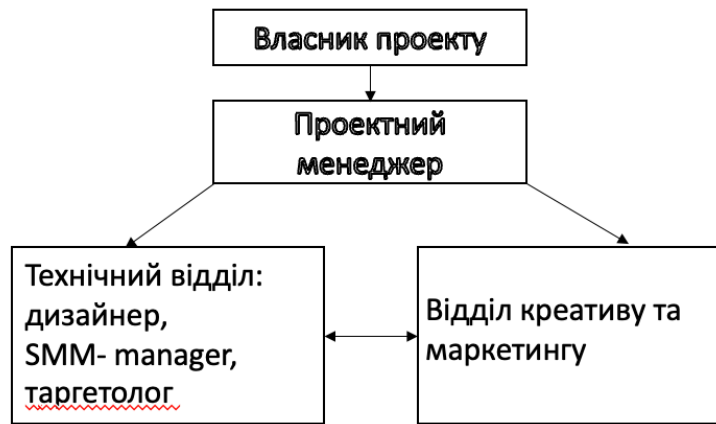 Власник проекту
Проектний
менеджер
Технічний відділ:
дизайнер,
SMM- manager,
таргетолог
Відділ креативу та
маркетингу